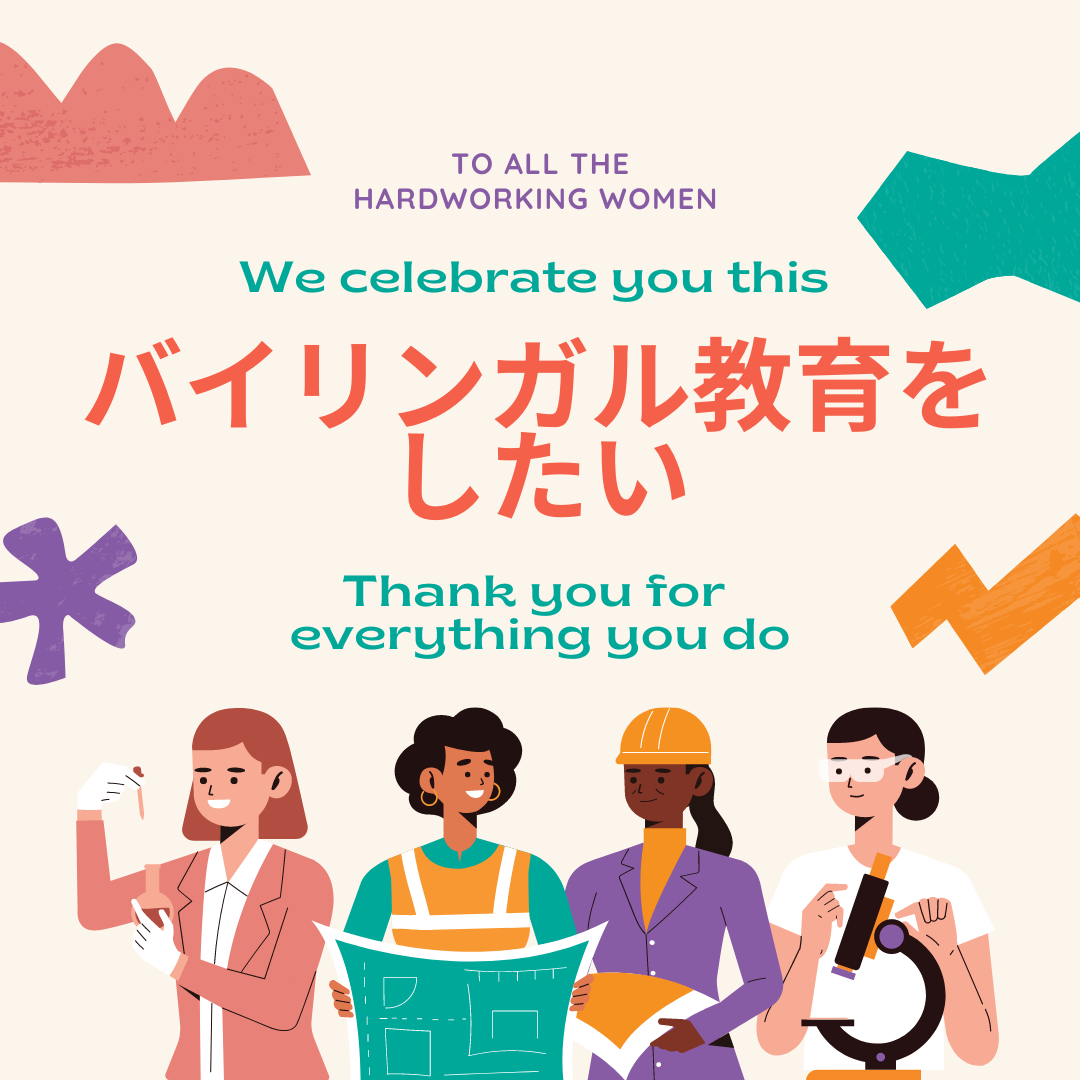 TO ALL THE
HARDWORKING WOMEN
We celebrate you this
バイリンガル教育を
したい
Thank you for
everything you do